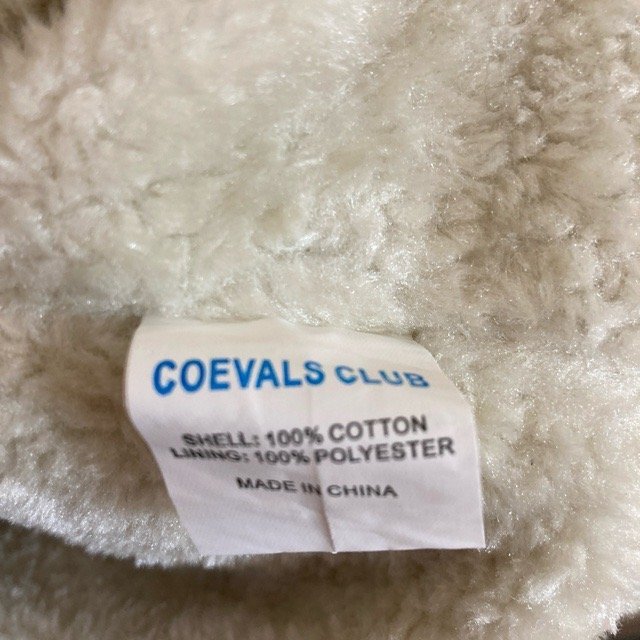 COEVALS CLUB
SHELL: 100% COTTON
LINING: 100% POLYESTER
MADE IN CHINA